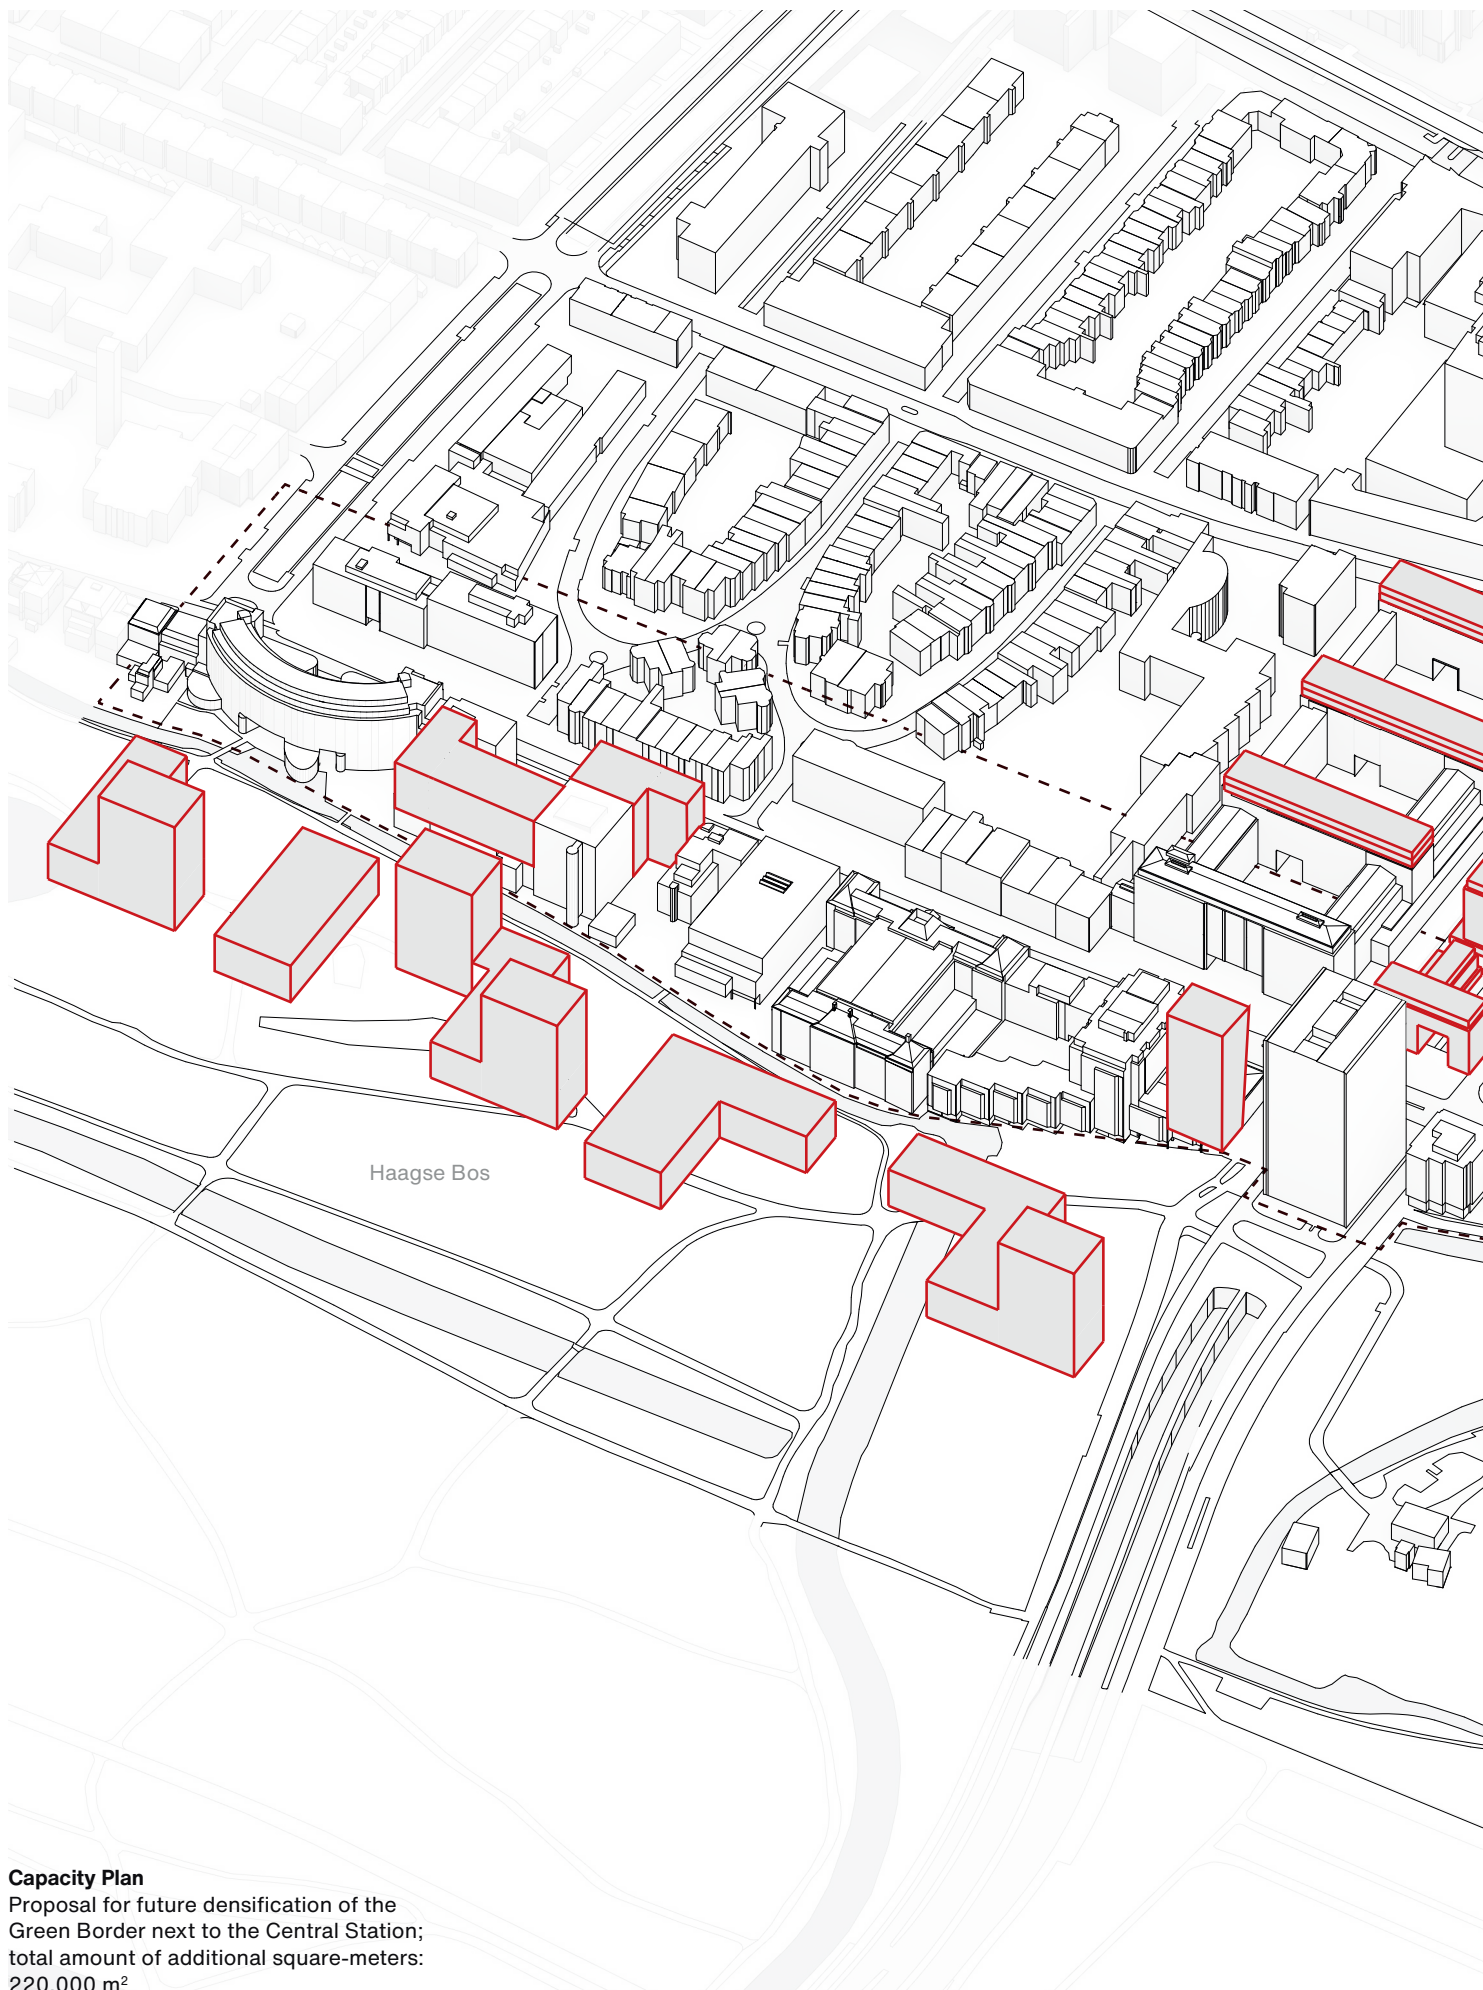 Haagse Bos
Capacity Plan
Proposal for future densification of the
Green Border next to the Central Station;
total amount of additional square-meters:
220.000 m²